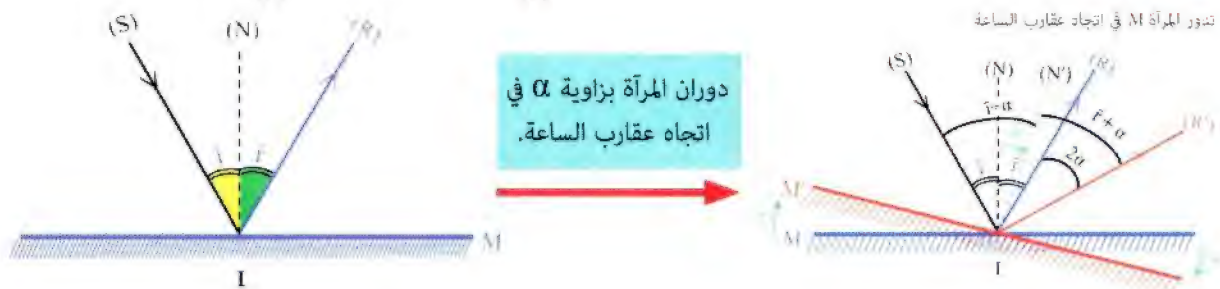 (S)
(N)
(R)
i
r
M
I
دوران المرآة بزاوية α في
اتجاه عقارب الساعة.
تدور المرآة M في اتجاه عقارب الساعة
(S)
(N)
(N')
(R)
(R')
i+α
r+α
2α
i
r
M'
M
I